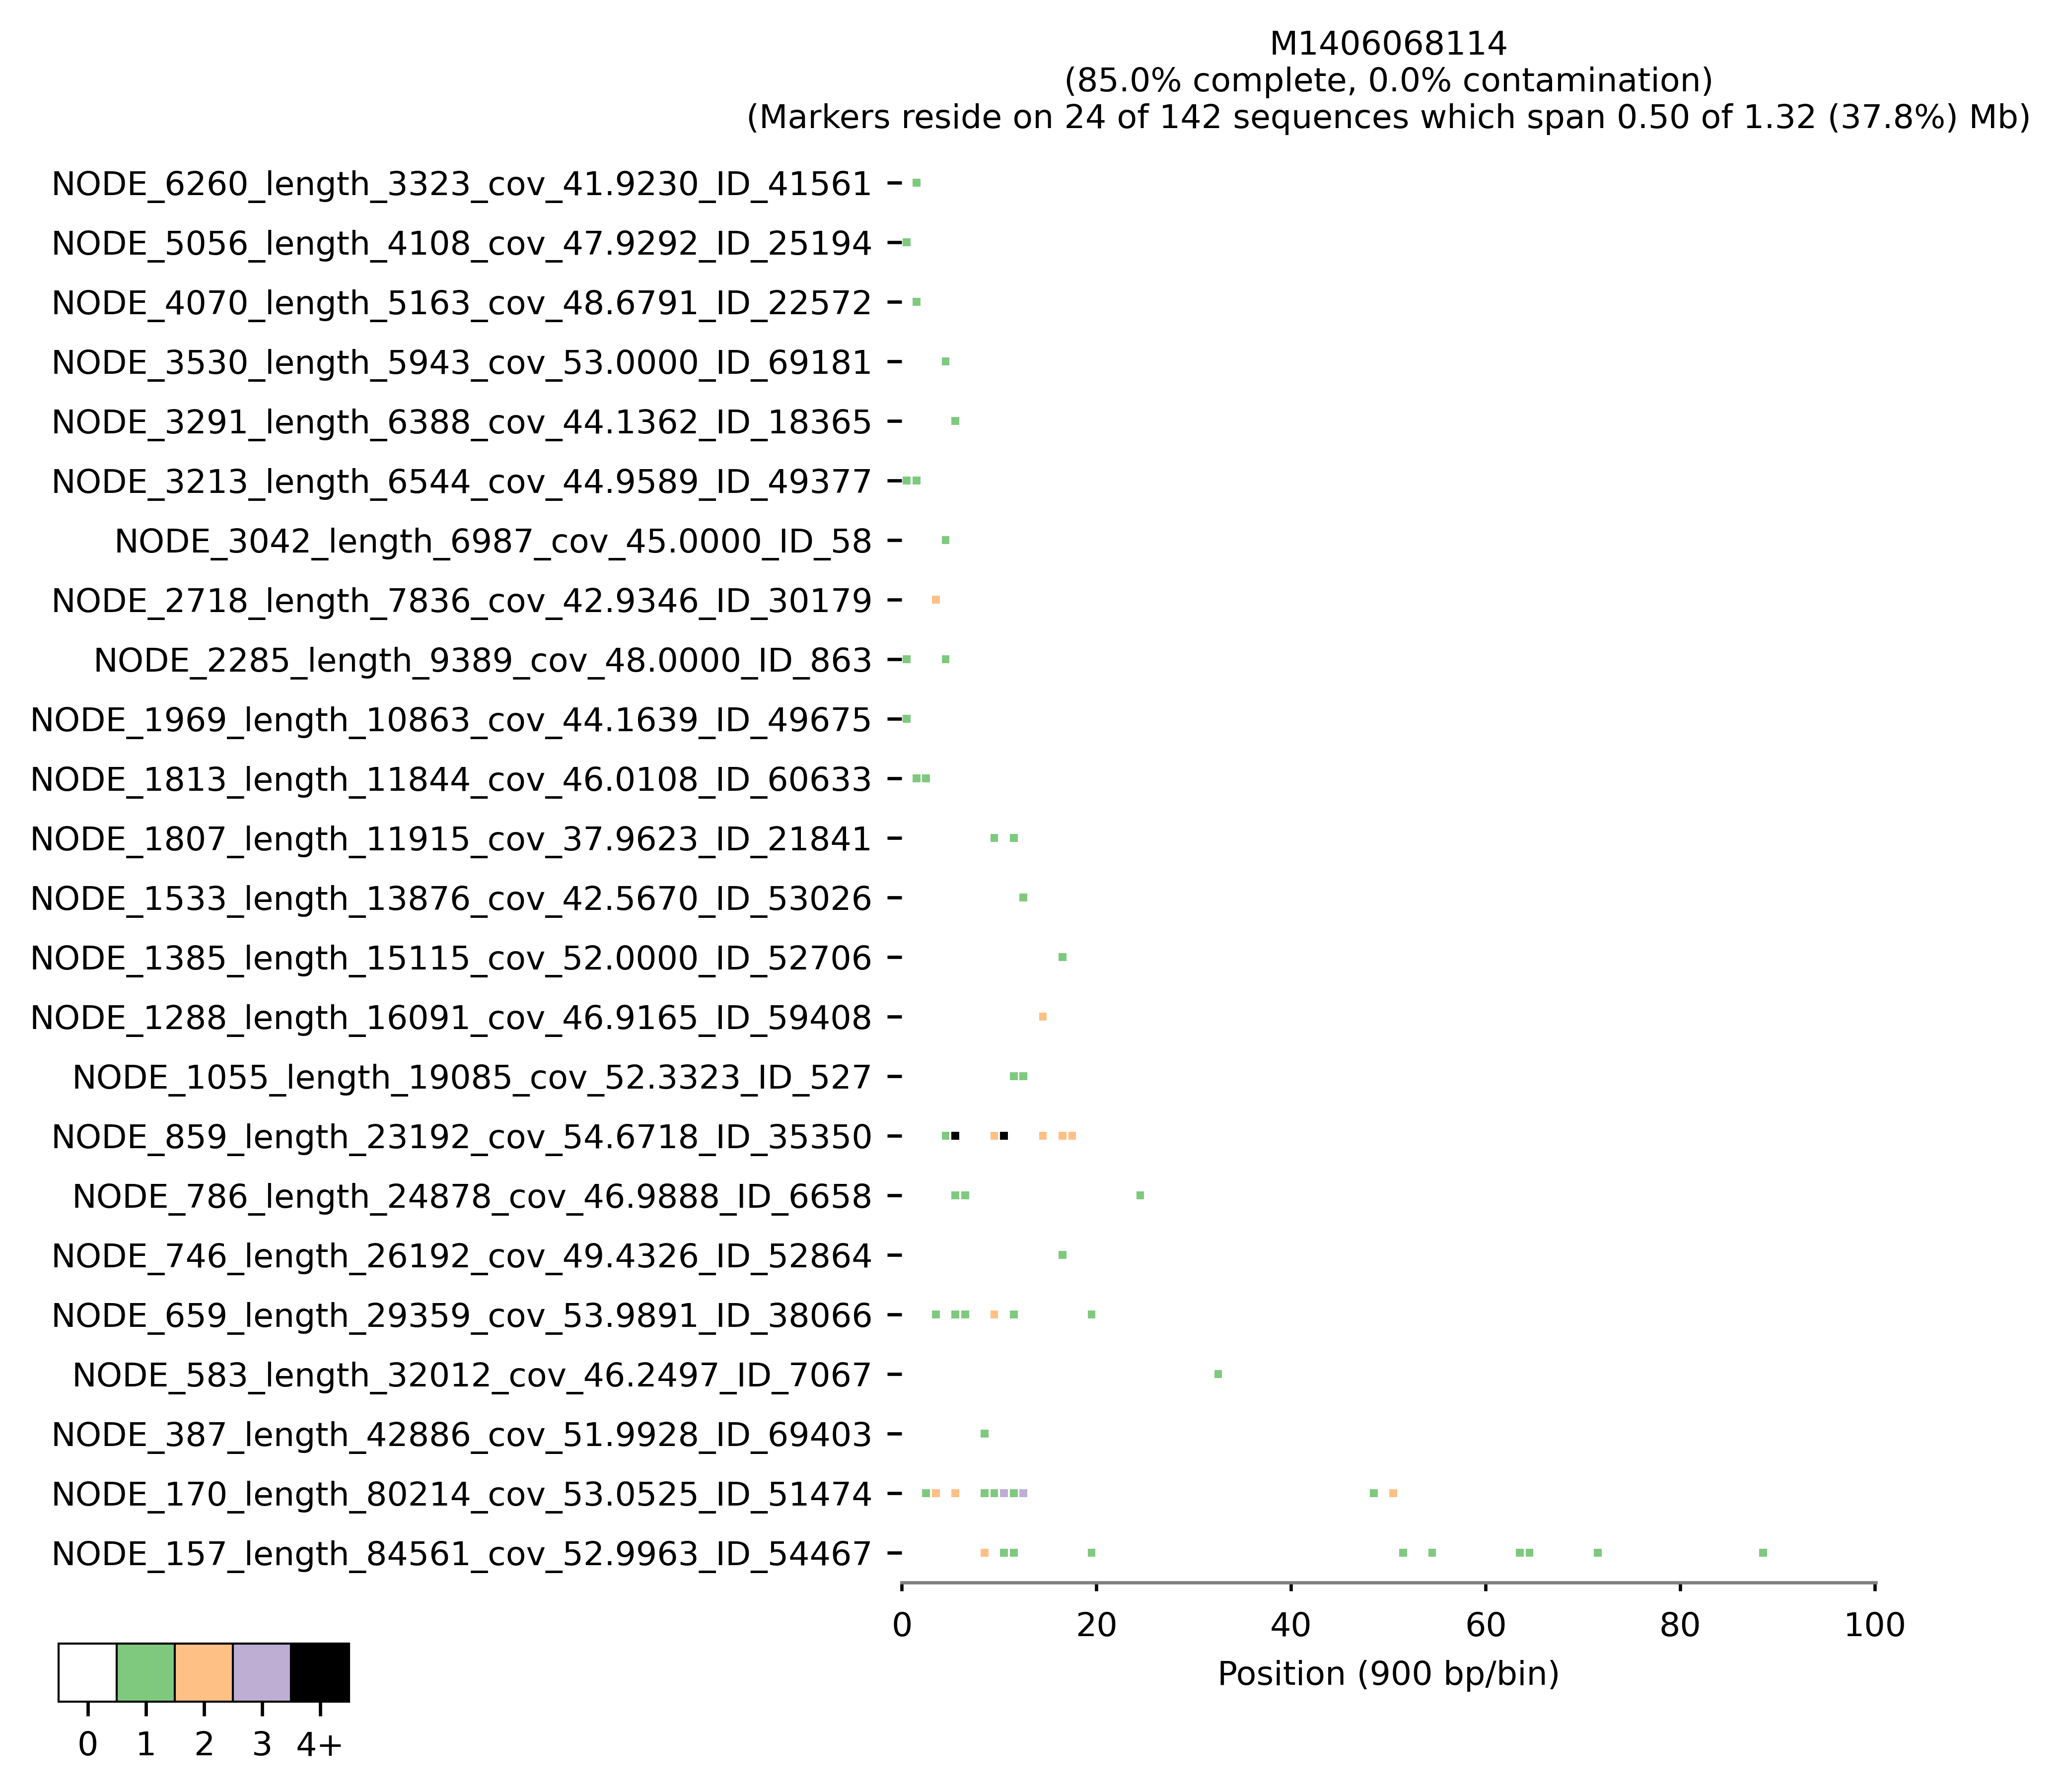 M1406068114
(85.0% complete, 0.0% contamination)
(Markers reside on 24 of 142 sequences which span 0.50 of 1.32 (37.8%) Mb)
NODE_6260_length_3323_cov_41.9230_ID_41561
NODE_5056_length_4108_cov_47.9292_ID_25194
NODE_4070_length_5163_cov_48.6791_ID_22572
NODE_3530_length_5943_cov_53.0000_ID_69181
NODE_3291_length_6388_cov_44.1362_ID_18365
NODE_3213_length_6544_cov_44.9589_ID_49377
NODE_3042_length_6987_cov_45.0000_ID_58
NODE_2718_length_7836_cov_42.9346_ID_30179
NODE_2285_length_9389_cov_48.0000_ID_863
NODE_1969_length_10863_cov_44.1639_ID_49675
NODE_1813_length_11844_cov_46.0108_ID_60633
NODE_1807_length_11915_cov_37.9623_ID_21841
NODE_1533_length_13876_cov_42.5670_ID_53026
NODE_1385_length_15115_cov_52.0000_ID_52706
NODE_1288_length_16091_cov_46.9165_ID_59408
NODE_1055_length_19085_cov_52.3323_ID_527
NODE_859_length_23192_cov_54.6718_ID_35350
NODE_786_length_24878_cov_46.9888_ID_6658
NODE_746_length_26192_cov_49.4326_ID_52864
NODE_659_length_29359_cov_53.9891_ID_38066
NODE_583_length_32012_cov_46.2497_ID_7067
NODE_387_length_42886_cov_51.9928_ID_69403
NODE_170_length_80214_cov_53.0525_ID_51474
NODE_157_length_84561_cov_52.9963_ID_54467
0 20 40 60 80 100
Position (900 bp/bin)
0 1 2 3 4+